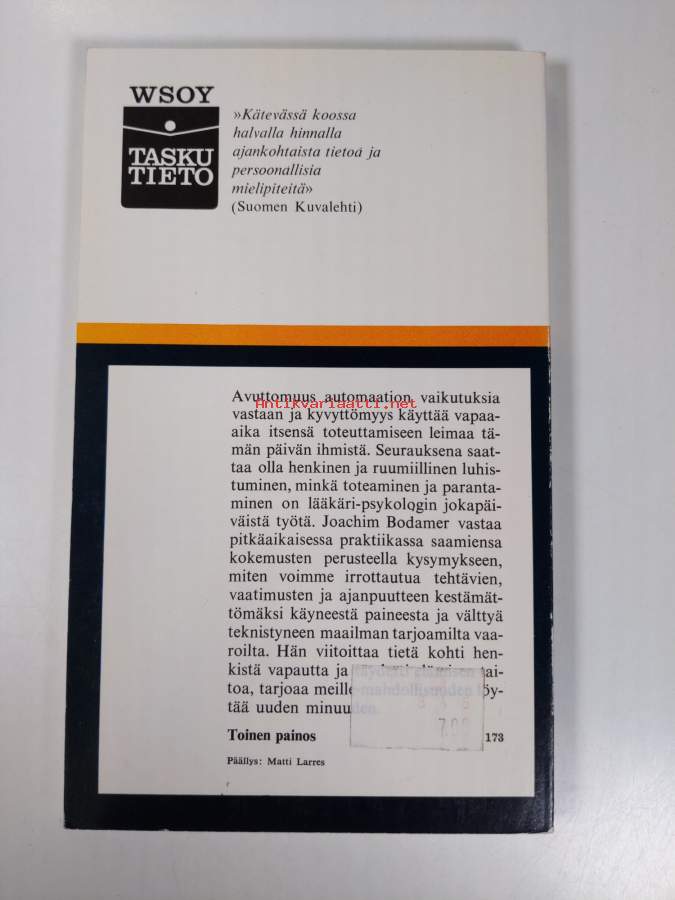 WSOY
TASKU
TIETO
»Kätevässä koossa
halvalla hinnalla
ajankohtaista tietoa ja
persoonallisia
mielipiteitä»
(Suomen Kuvalehti)
Avuttomuus automaation vaikutuksia
Antikvariaatti.net
vastaan ja kyvyttömyys käyttää vapaa-
aika itsensä toteuttamiseen leimaa tä-
män päivän ihmistä. Seurauksena saat-
taa olla henkinen ja ruumiillinen luhis-
tuminen, minkä toteaminen ja paranta-
minen on lääkäri-psykologin jokapäi-
väistä työtä. Joachim Bodamer vastaa
pitkäaikaisessa praktiikassa saamiensa
kokemusten perusteella kysymykseen,
miten voimme irrottautua tehtävien,
vaatimusten ja ajanpuutteen kestämät-
tömäksi käyneestä paineesta ja välttyä
teknistyneen maailman tarjoamilta vaa-
roilta. Hän viitoittaa tietä kohti hen-
kistä vapautta ja elämisen tai-
toa, tarjoaa meille mahdollisuuden löy-
tää uuden minuuden.
Toinen painos
173
Päällys: Matti Larres